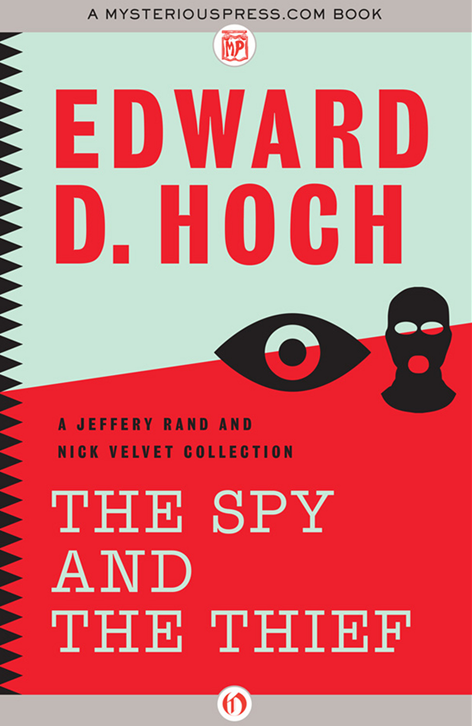 A MYSTERIOUSPRESS.COM BOOK
MP
EDWARD
D. HOCH
A JEFFERY RAND AND
NICK VELVET COLLECTION
THE SPY
AND
THE THIEF